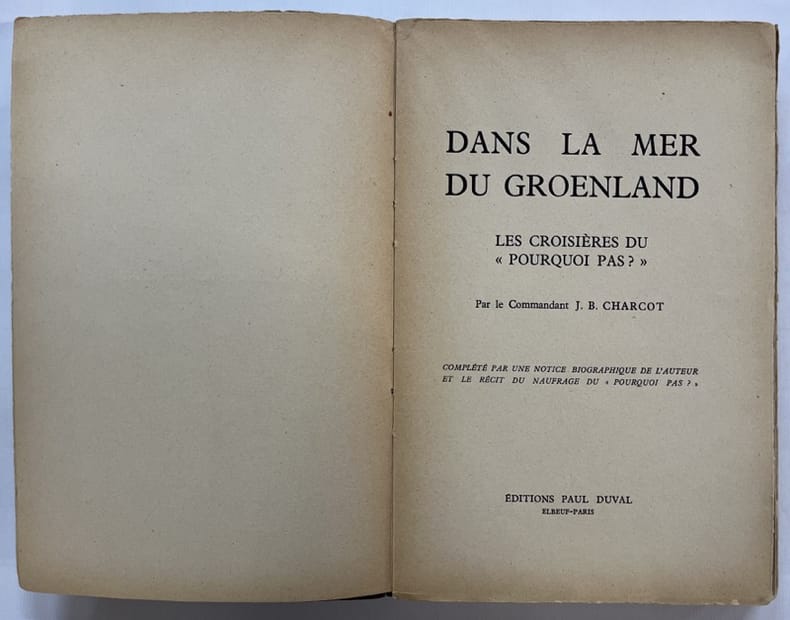 DANS LA MER
DU GROENLAND
LES CROISIÈRES DU
« POURQUOI PAS ? »
Par le Commandant J. B. CHARCOT
COMPLÉTÉ PAR UNE NOTICE BIOGRAPHIQUE DE L'AUTEUR
ET LE RÉCIT DU NAUFRAGE DU « POURQUOI PAS ? »
ÉDITIONS PAUL DUVAL
ELBEUF-PARIS